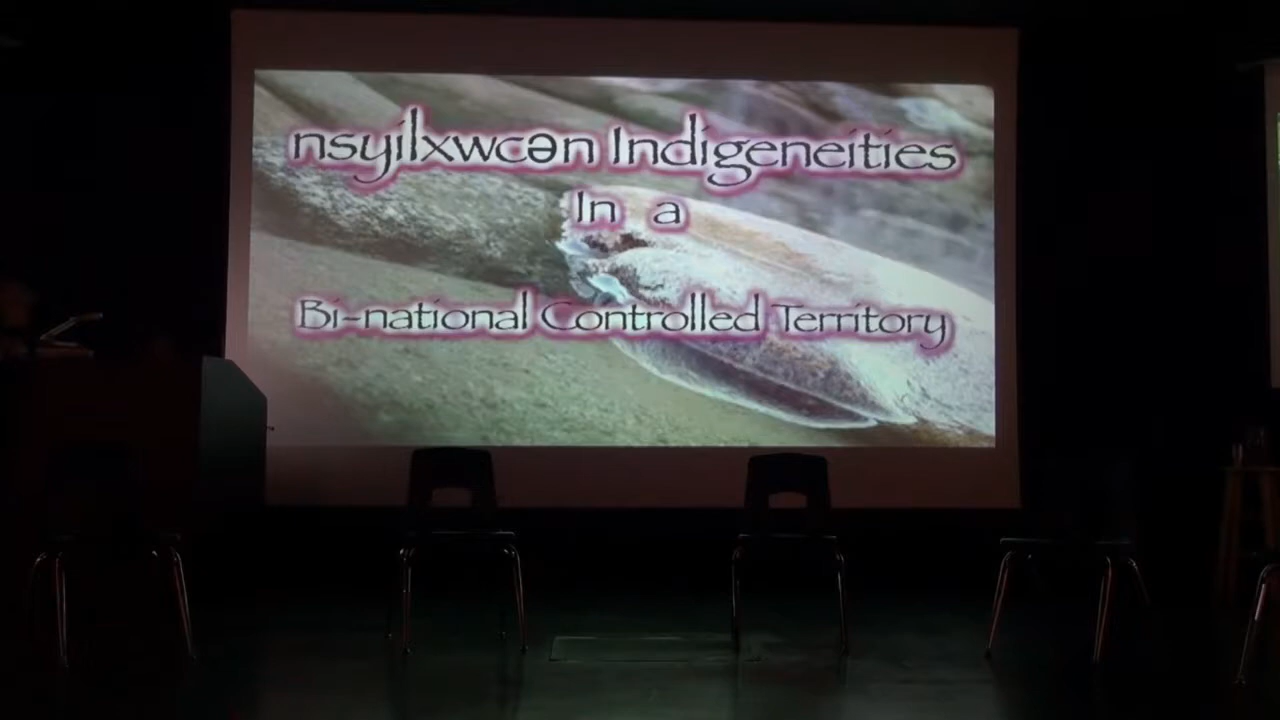 nsyilxwcən Indigeneities
In a
Bi-national Controlled Territory